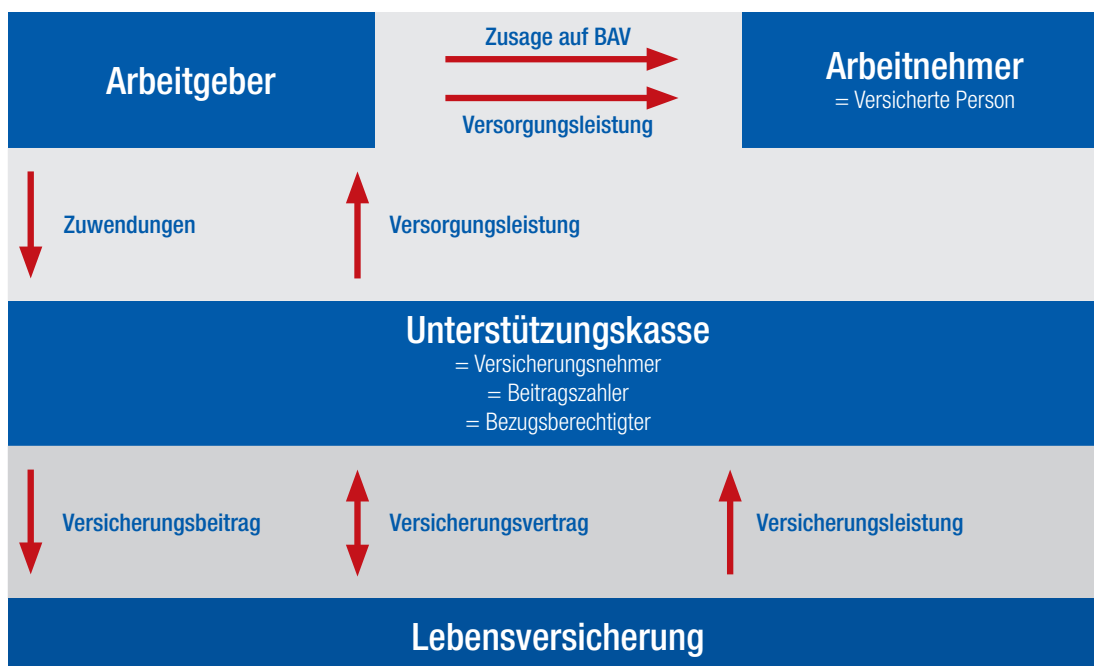 Arbeitgeber
Zusage auf BAV
Versorgungsleistung
Arbeitnehmer
= Versicherte Person
Zuwendungen
Versorgungsleistung
Unterstützungskasse
= Versicherungsnehmer
= Beitragszahler
= Bezugsberechtigter
Versicherungsbeitrag
Versicherungsvertrag
Versicherungsleistung
Lebensversicherung